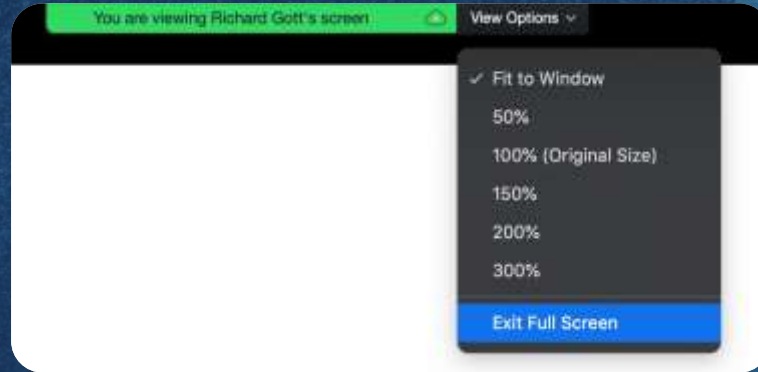 You are viewing Richard Gott's screen View Options
✓ Fit to Window
50%
100% (Original Size)
150%
200%
300%
Exit Full Screen